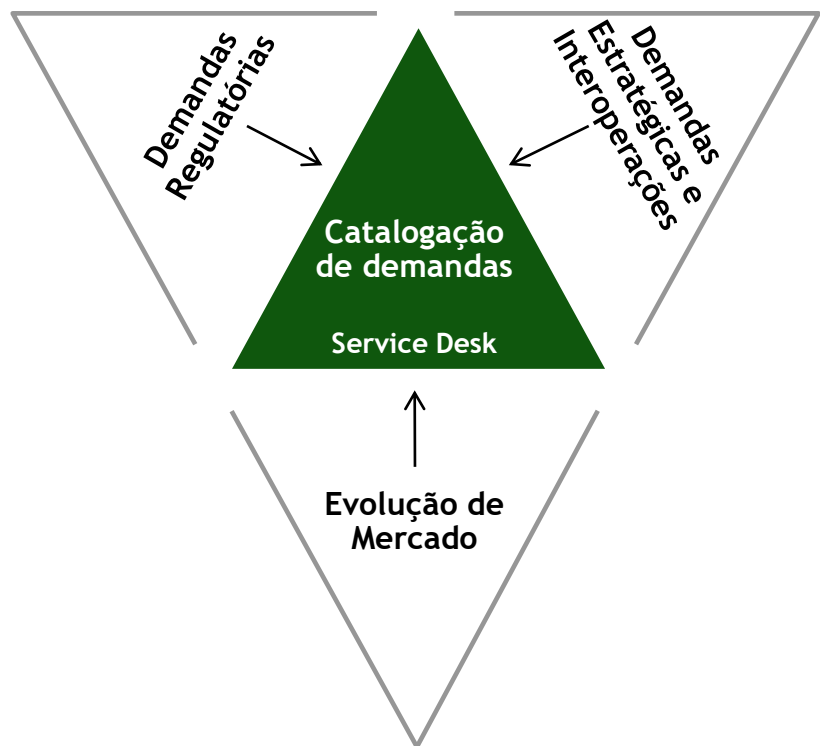 Demandas
Regulatórias
Demandas
Estratégicas e
Interoperações
Catalogação
de demandas
Service Desk
Evolução de
Mercado